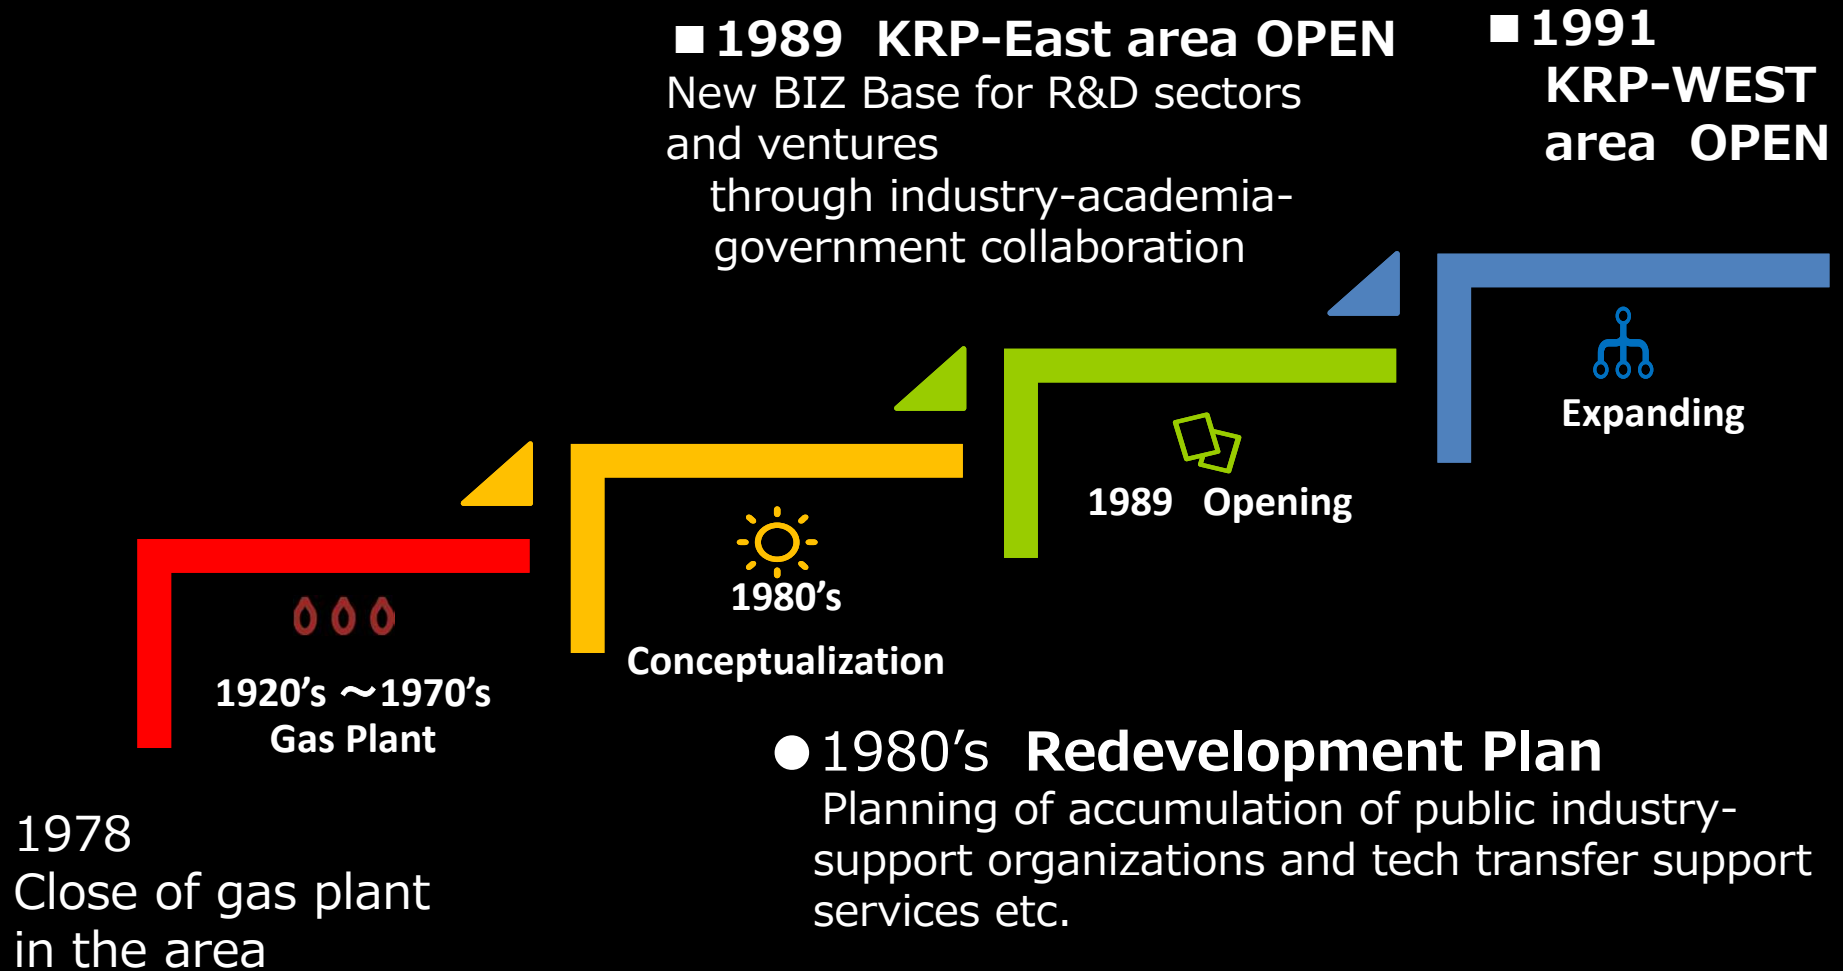 ■1989 KRP-East area OPEN
New BIZ Base for R&D sectors
and ventures
through industry-academia-
government collaboration
■1991
KRP-WEST
area OPEN
Expanding
1989 Opening
1980’s
Conceptualization
1920’s ～1970’s
Gas Plant
●1980’s Redevelopment Plan
Planning of accumulation of public industry-
support organizations and tech transfer support
services etc.
1978
Close of gas plant
in the area